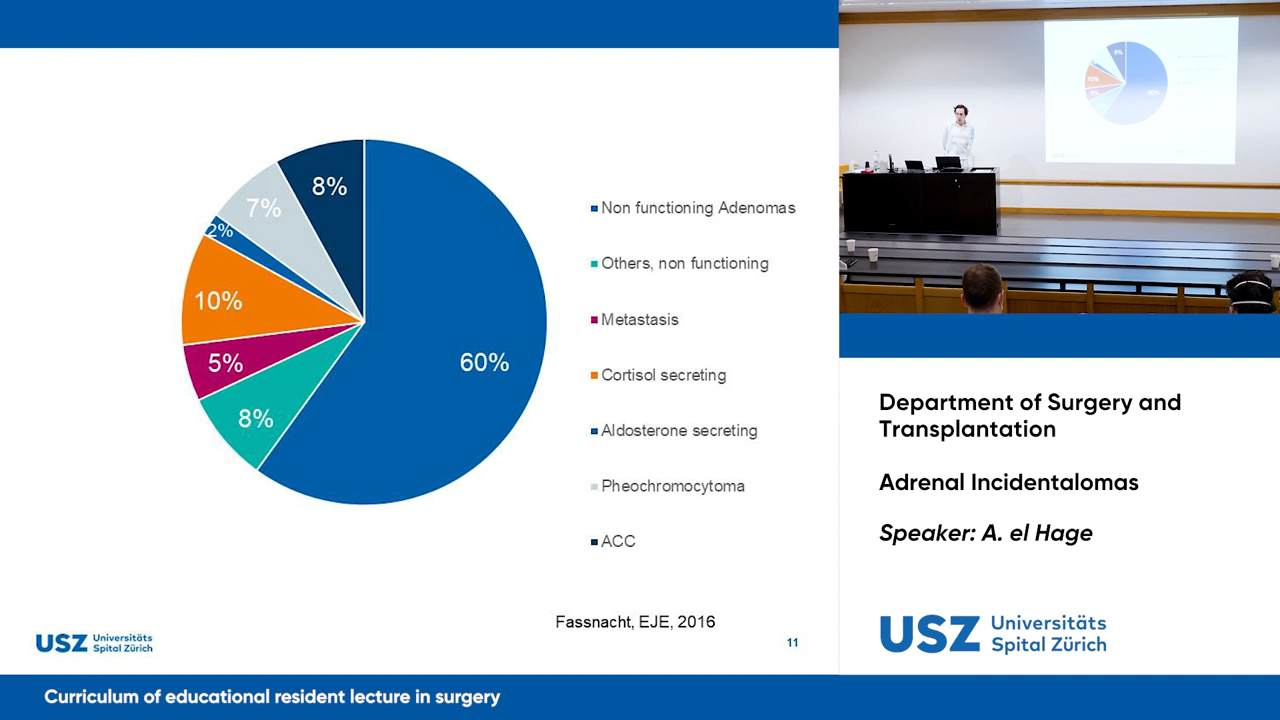 8%
7%
2%
10%
5%
8%
60%
Non functioning Adenomas
Others, non functioning
Metastasis
Cortisol secreting
Aldosterone secreting
Pheochromocytoma
ACC
Fassnacht, EJE, 2016
11
USZ Universitäts
Spital Zürich
Curriculum of educational resident lecture in surgery
8%
60%
Department of Surgery and
Transplantation
Adrenal Incidentalomas
Speaker: A. el Hage
USZ Universitäts
Spital Zürich